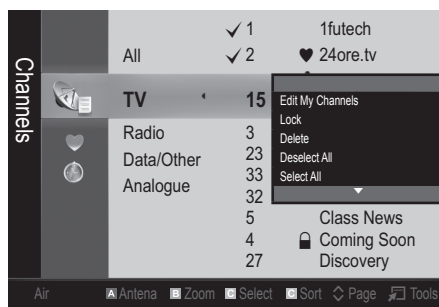 Channels
✓ 1 1futech
All ✓ 2 ♥ 24ore.tv
TV 15
Edit My Channels
Lock
Delete
Deselect All
Select All
Radio 3
Data/Other 23
Analogue 33
32
5 Class News
4 Coming Soon
27 Discovery
Air A Antena B Zoom C Select C Sort Page Tools